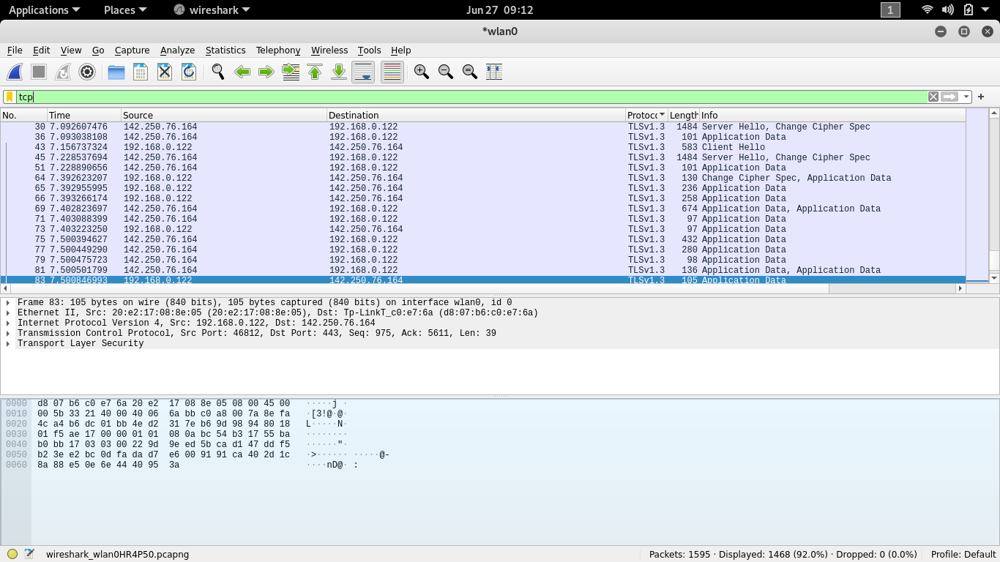 Applications Places wireshark Jun 27 09:12 1
*wlan0
File Edit View Go Capture Analyze Statistics Telephony Wireless Tools Help
tcp
No. Time Source Destination Protoc Length Info
30 7.092607476 142.250.76.164 192.168.0.122 TLSv1.3 1484 Server Hello, Change Cipher Spec
36 7.093038108 142.250.76.164 192.168.0.122 TLSv1.3 101 Application Data
43 7.156737324 192.168.0.122 142.250.76.164 TLSv1.3 583 Client Hello
45 7.228537694 142.250.76.164 192.168.0.122 TLSv1.3 1484 Server Hello, Change Cipher Spec
51 7.228890656 142.250.76.164 192.168.0.122 TLSv1.3 101 Application Data
64 7.392623207 192.168.0.122 142.250.76.164 TLSv1.3 130 Change Cipher Spec, Application Data
65 7.392955995 192.168.0.122 142.250.76.164 TLSv1.3 236 Application Data
66 7.393266174 192.168.0.122 142.250.76.164 TLSv1.3 258 Application Data
69 7.402823697 142.250.76.164 192.168.0.122 TLSv1.3 674 Application Data, Application Data
71 7.403088399 142.250.76.164 192.168.0.122 TLSv1.3 97 Application Data
73 7.403223250 192.168.0.122 142.250.76.164 TLSv1.3 97 Application Data
75 7.500394627 142.250.76.164 192.168.0.122 TLSv1.3 432 Application Data
77 7.500449290 142.250.76.164 192.168.0.122 TLSv1.3 280 Application Data
79 7.500475723 142.250.76.164 192.168.0.122 TLSv1.3 98 Application Data
81 7.500501799 142.250.76.164 192.168.0.122 TLSv1.3 136 Application Data, Application Data
83 7.500846993 192.168.0.122 142.250.76.164 TLSv1.3 105 Application Data
Frame 83: 105 bytes on wire (840 bits), 105 bytes captured (840 bits) on interface wlan0, id 0
Ethernet II, Src: 20:e2:17:08:8e:05 (20:e2:17:08:8e:05), Dst: Tp-LinkT_c0:e7:6a (d8:07:b6:c0:e7:6a)
Internet Protocol Version 4, Src: 192.168.0.122, Dst: 142.250.76.164
Transmission Control Protocol, Src Port: 46812, Dst Port: 443, Seq: 975, Ack: 5611, Len: 39
Transport Layer Security
0000 d8 07 b6 c0 e7 6a 20 e2 17 08 8e 05 08 00 45 00 ·····j ·
0010 00 5b 33 21 40 00 40 06 6a bb c0 a8 00 7a 8e fa ·[3!@·@·
0020 4c a4 b6 dc 01 bb 4e d2 31 7e b6 9d 98 94 80 18 L·····N·
0030 01 f5 ae 17 00 00 01 01 08 0a bc 54 b3 17 55 ba ········
0040 b0 bb 17 03 03 00 22 9d 9e ed 5b ca d1 47 dd f5 ······"·
0050 b2 3e e2 bc 0d fa da d7 e6 00 91 91 ca 40 2d 1c ·>······ ·····@-
0060 8a 88 e5 0e 6e 44 40 95 3a ····nD@· :
wireshark_wlan0HR4P50.pcapng Packets: 1595 · Displayed: 1468 (92.0%) · Dropped: 0 (0.0%) Profile: Default